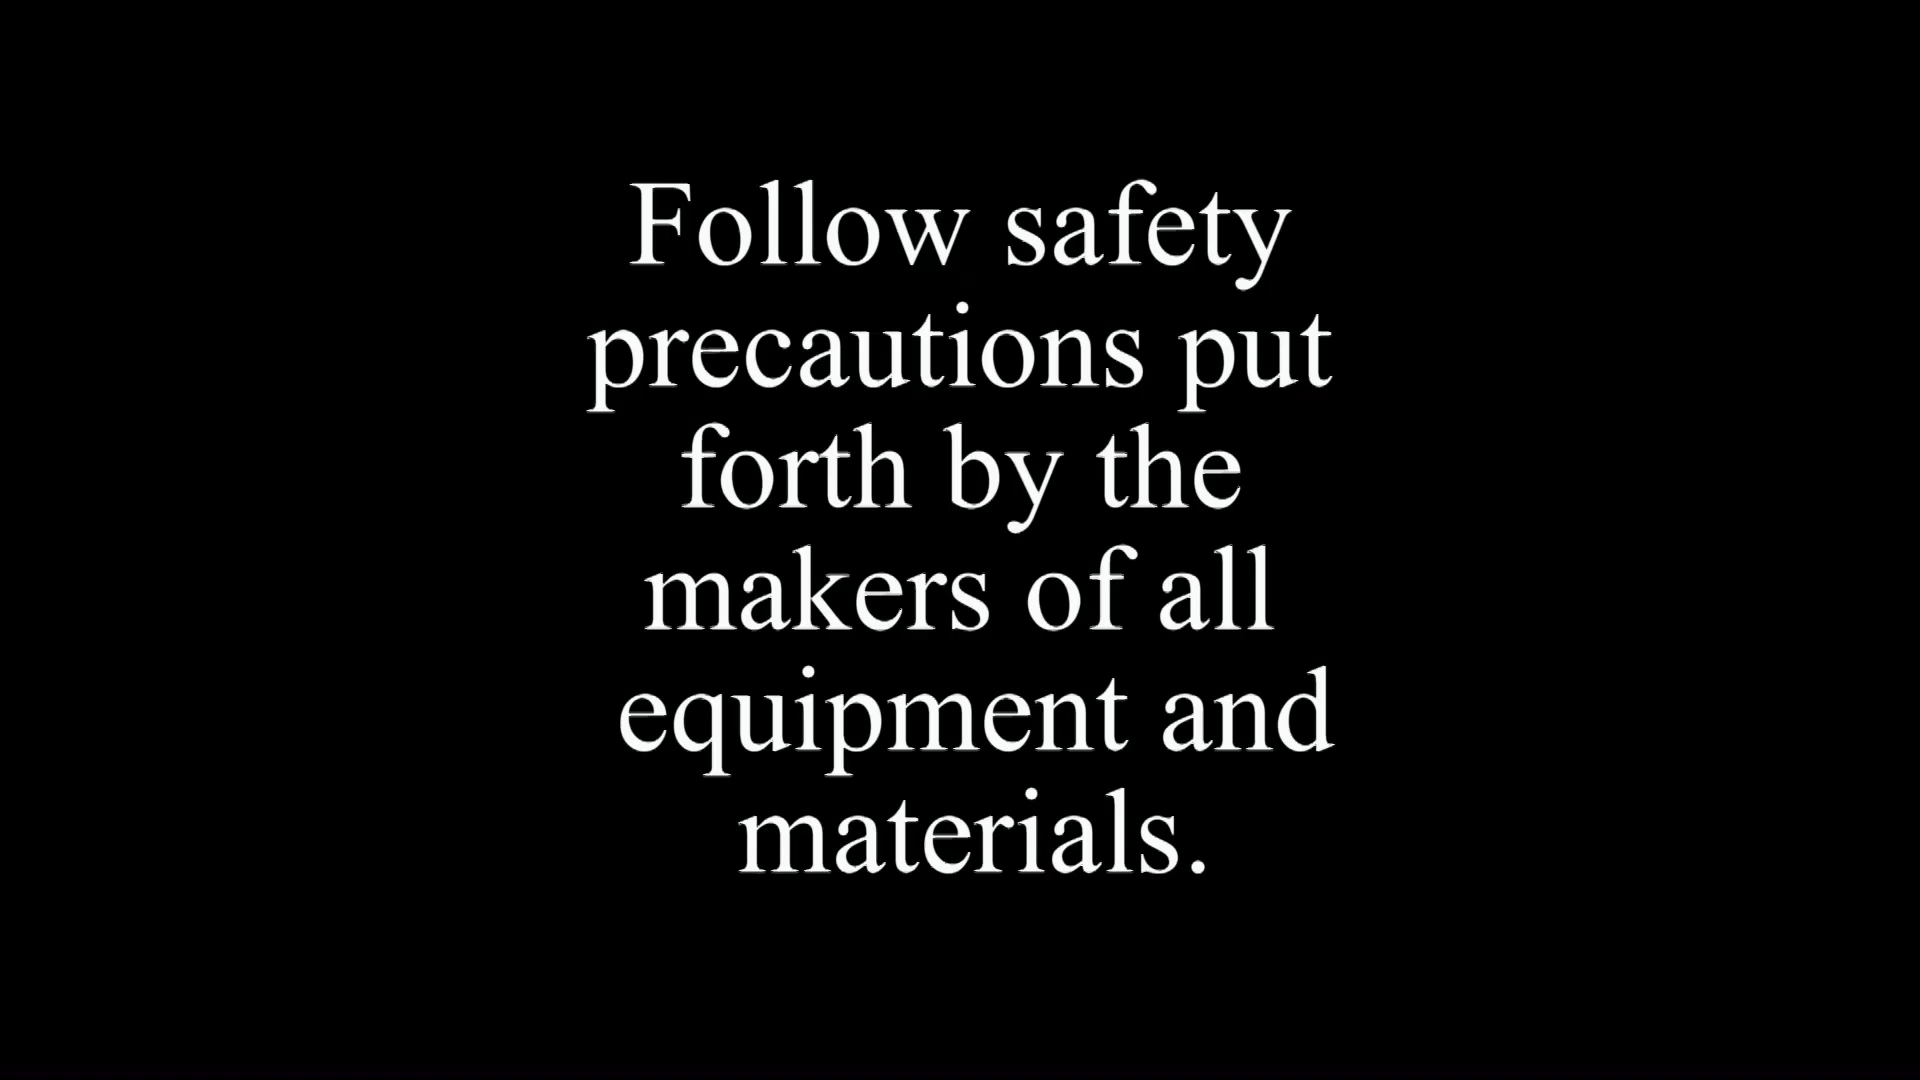 Follow safety
precautions put
forth by the
makers of all
equipment and
materials.